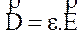 ρ ρ
D = ε.E